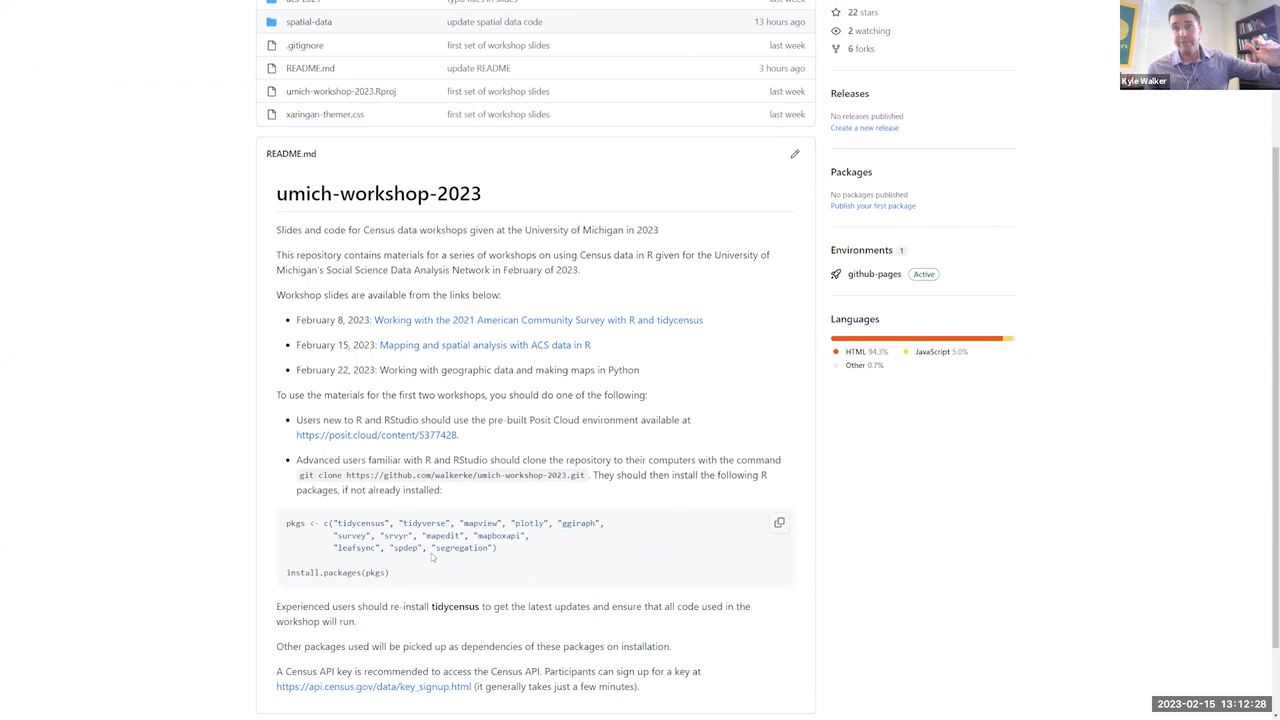 spatial-data update spatial data code 13 hours ago
.gitignore first set of workshop slides last week
README.md update README 3 hours ago
umich-workshop-2023.Rproj first set of workshop slides last week
xaringan-themer.css first set of workshop slides last week
README.md
umich-workshop-2023
Slides and code for Census data workshops given at the University of Michigan in 2023
This repository contains materials for a series of workshops on using Census data in R given for the University of
Michigan's Social Science Data Analysis Network in February of 2023.
Workshop slides are available from the links below:
February 8, 2023: Working with the 2021 American Community Survey with R and tidycensus
February 15, 2023: Mapping and spatial analysis with ACS data in R
February 22, 2023: Working with geographic data and making maps in Python
To use the materials for the first two workshops, you should do one of the following:
Users new to R and RStudio should use the pre-built Posit Cloud environment available at
https://posit.cloud/content/5377428.
Advanced users familiar with R and RStudio should clone the repository to their computers with the command
git clone https://github.com/walkerke/umich-workshop-2023.git . They should then install the following R
packages, if not already installed:
pkgs <- c("tidycensus", "tidyverse", "mapview", "plotly", "ggiraph",
"survey", "srvyr", "mapedit", "mapboxapi",
"leafsync", "spdep", "segregation")
install.packages(pkgs)
Experienced users should re-install tidycensus to get the latest updates and ensure that all code used in the
workshop will run.
Other packages used will be picked up as dependencies of these packages on installation.
A Census API key is recommended to access the Census API. Participants can sign up for a key at
https://api.census.gov/data/key_signup.html (it generally takes just a few minutes).
22 stars
2 watching
6 forks
Releases
No releases published
Create a new release
Packages
No packages published
Publish your first package
Environments 1
github-pages Active
Languages
HTML 94.3% JavaScript 5.0%
Other 0.7%
Kyle Walker
2023-02-15 13:12:28